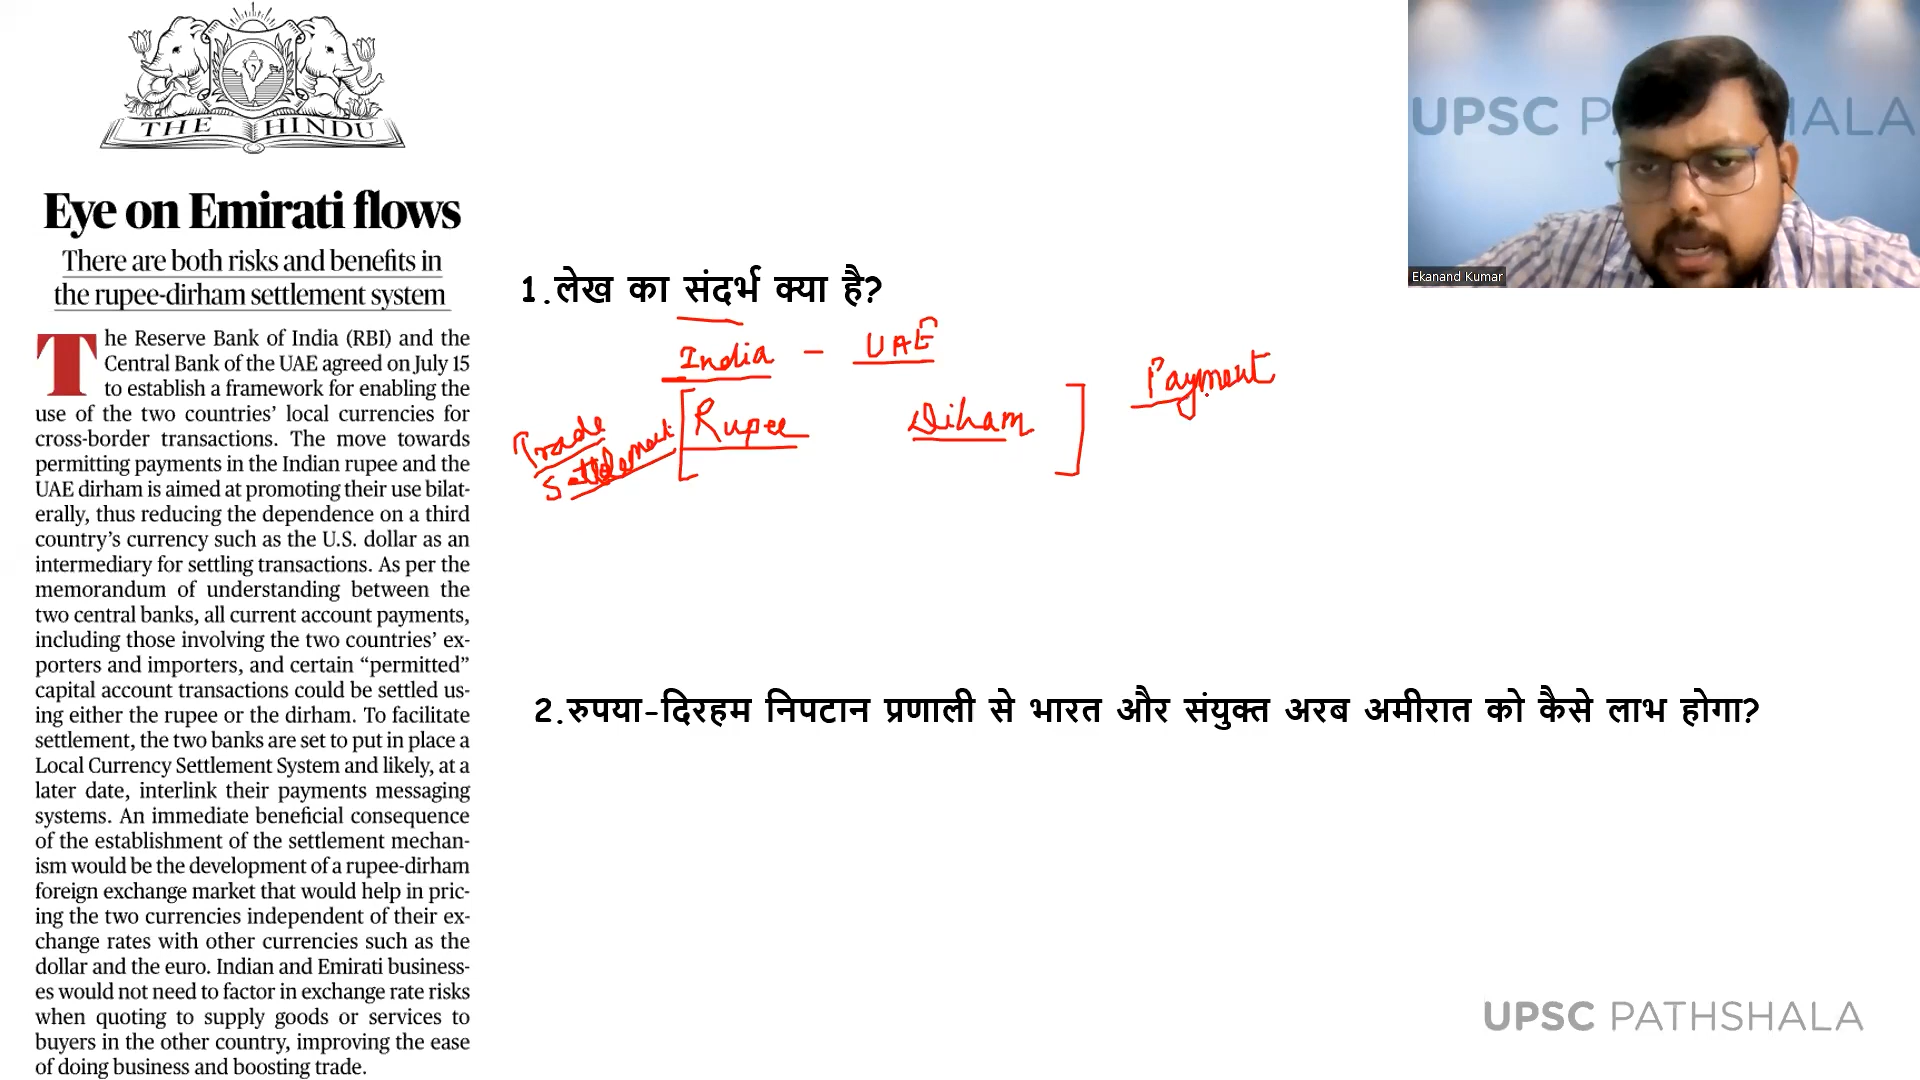 THE HINDU
Eye on Emirati flows
There are both risks and benefits in
the rupee-dirham settlement system
The Reserve Bank of India (RBI) and the
Central Bank of the UAE agreed on July 15
to establish a framework for enabling the
use of the two countries' local currencies for
cross-border transactions. The move towards
permitting payments in the Indian rupee and the
UAE dirham is aimed at promoting their use bilat-
erally, thus reducing the dependence on a third
country's currency such as the U.S. dollar as an
intermediary for settling transactions. As per the
memorandum of understanding between the
two central banks, all current account payments,
including those involving the two countries' ex-
porters and importers, and certain “permitted”
capital account transactions could be settled us-
ing either the rupee or the dirham. To facilitate
settlement, the two banks are set to put in place a
Local Currency Settlement System and likely, at a
later date, interlink their payments messaging
systems. An immediate beneficial consequence
of the establishment of the settlement mechan-
ism would be the development of a rupee-dirham
foreign exchange market that would help in pric-
ing the two currencies independent of their ex-
change rates with other currencies such as the
dollar and the euro. Indian and Emirati business-
es would not need to factor in exchange rate risks
when quoting to supply goods or services to
buyers in the other country, improving the ease
of doing business and boosting trade.
1.लेख का संदर्भ क्या है?
India - UAE
Trade
Settlement
[Rupee Diham]
Payment
2.रुपया-दिरहम निपटान प्रणाली से भारत और संयुक्त अरब अमीरात को कैसे लाभ होगा?
UPSC PATHSHALA
Ekanand Kumar
UPSC PATHSHALA